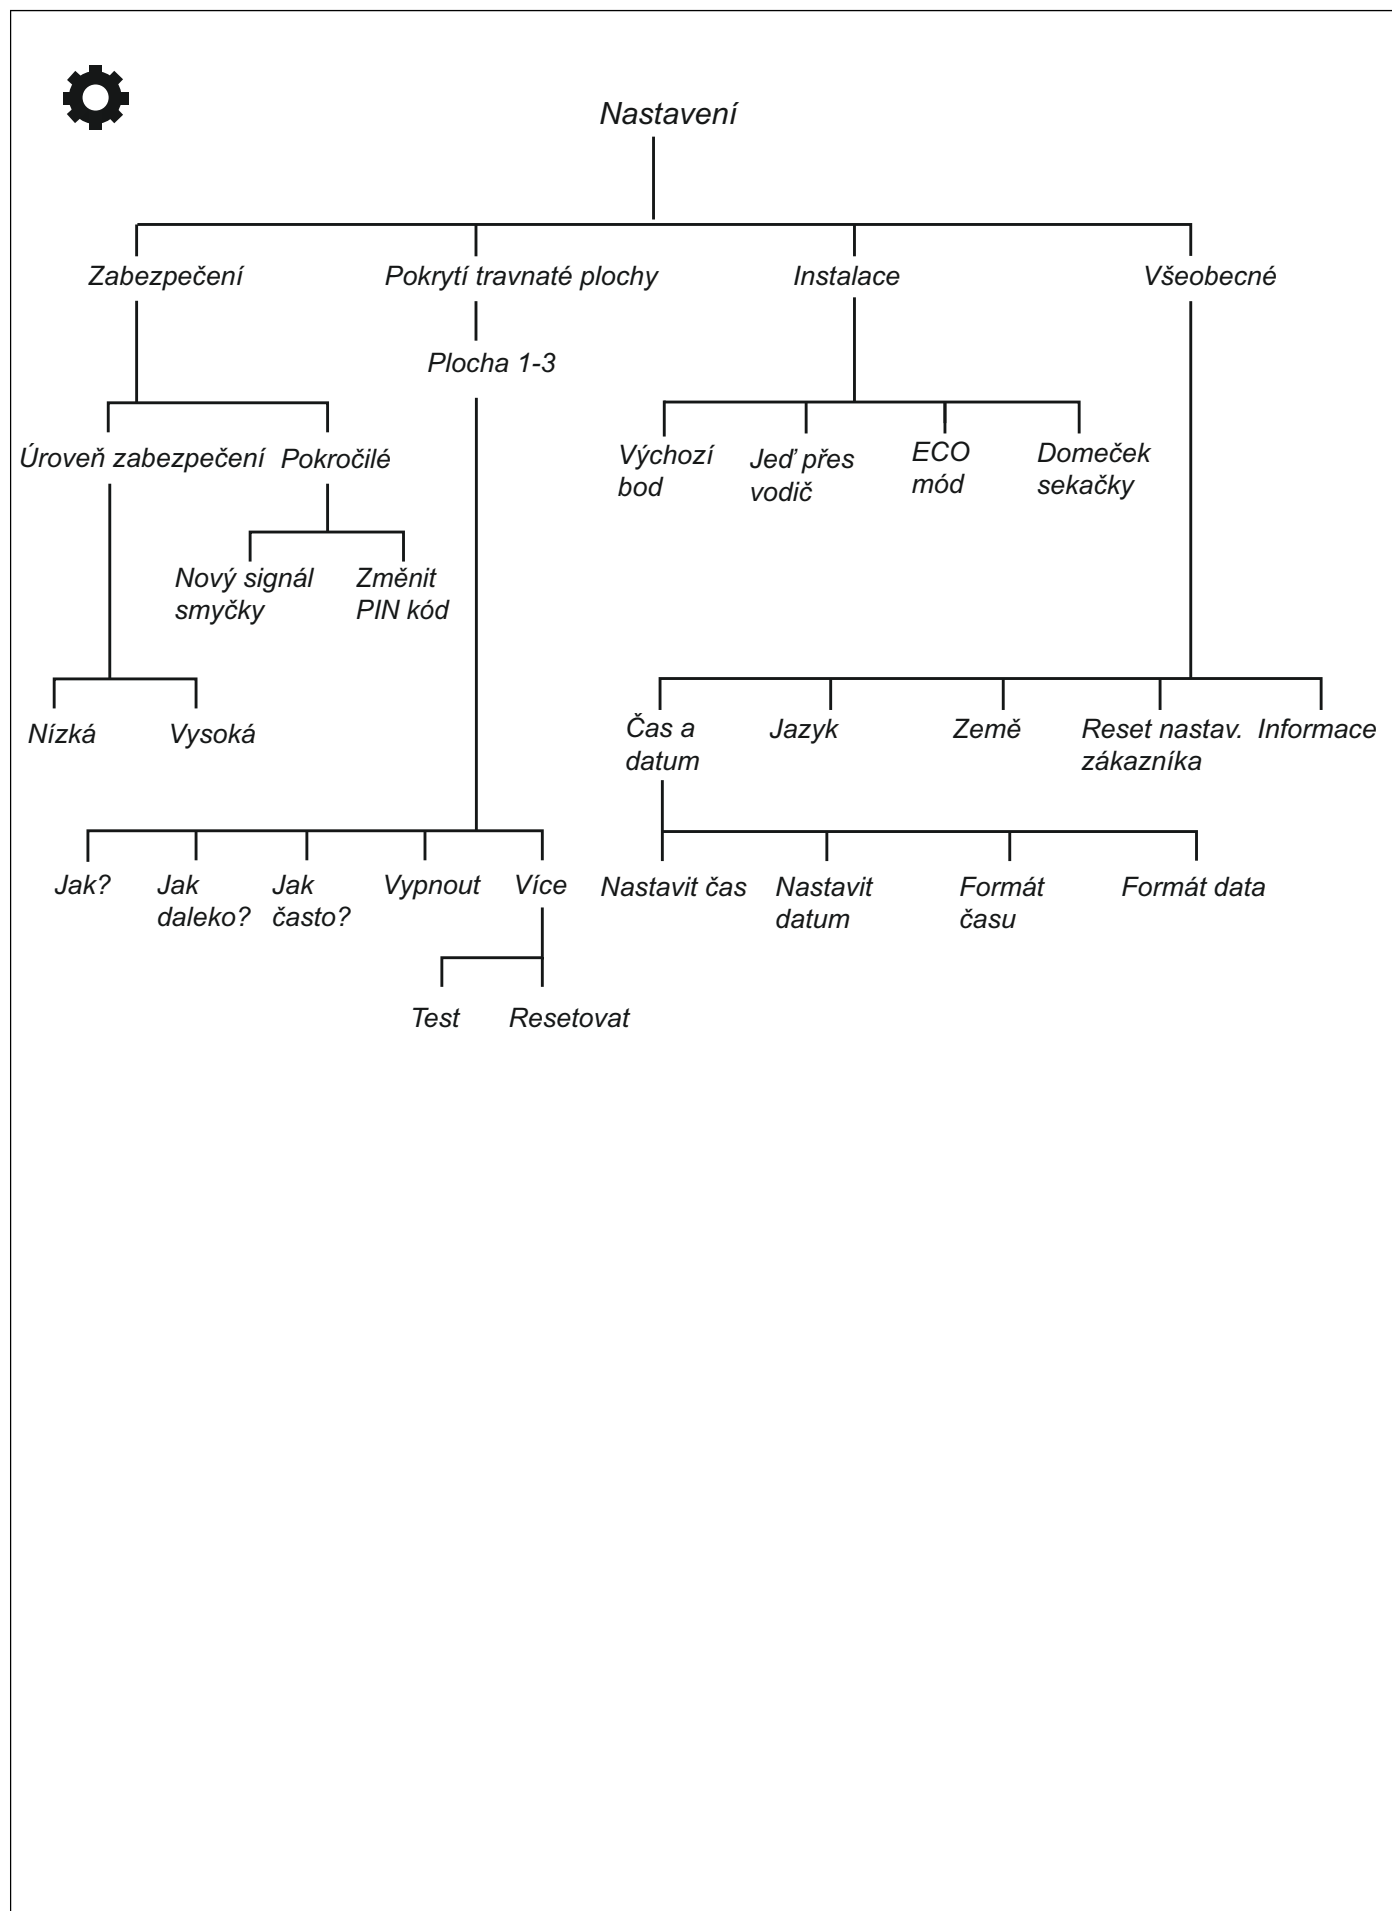 Nastavení
Zabezpečení
Pokrytí travnaté plochy
Instalace
Všeobecné
Plocha 1-3
Úroveň zabezpečení
Pokročilé
Výchozí
bod
Jeď přes
vodič
ECO
mód
Domeček
sekačky
Nový signál
smyčky
Změnit
PIN kód
Nízká
Vysoká
Čas a
datum
Jazyk
Země
Reset nastav.
zákazníka
Informace
Jak?
Jak
daleko?
Jak
často?
Vypnout
Více
Nastavit čas
Nastavit
datum
Formát
času
Formát data
Test
Resetovat